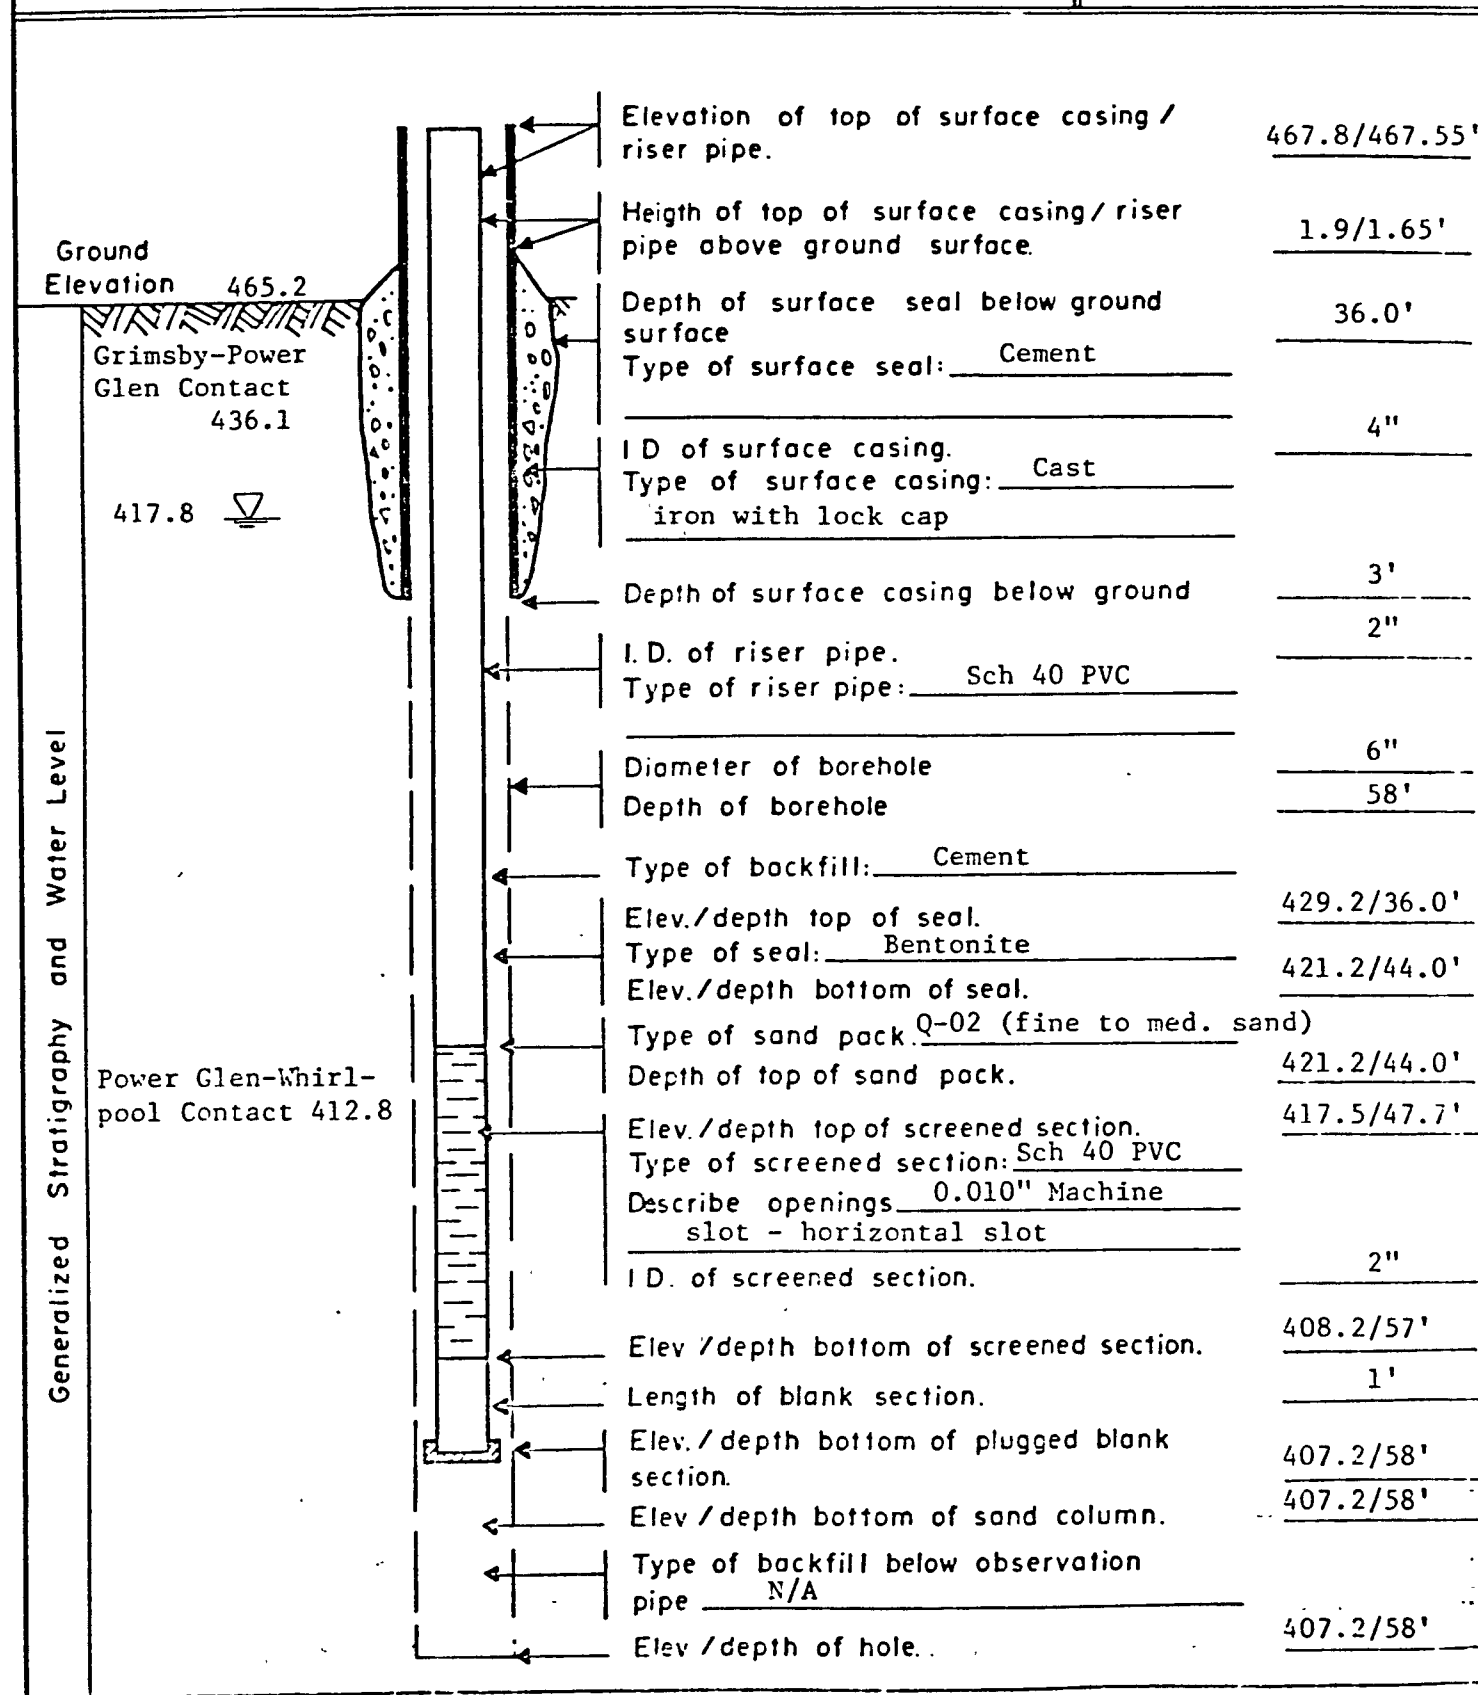 Elevation of top of surface casing /
riser pipe. 467.8/467.55'
Heigth of top of surface casing / riser
pipe above ground surface. 1.9/1.65'
Ground
Elevation 465.2
Depth of surface seal below ground
surface 36.0'
Type of surface seal: Cement
Grimsby-Power
Glen Contact
436.1
I D of surface casing. 4"
Type of surface casing: Cast
iron with lock cap
417.8
Depth of surface casing below ground 3'
I. D. of riser pipe. 2"
Type of riser pipe: Sch 40 PVC
Diameter of borehole 6"
Depth of borehole 58'
Type of backfill: Cement
Elev./depth top of seal. 429.2/36.0'
Type of seal: Bentonite
Elev./depth bottom of seal. 421.2/44.0'
Type of sand pack. Q-02 (fine to med. sand)
Depth of top of sand pack. 421.2/44.0'
Power Glen-Whirl-
pool Contact 412.8
Elev./depth top of screened section. 417.5/47.7'
Type of screened section: Sch 40 PVC
Describe openings 0.010" Machine
slot - horizontal slot
I D. of screened section. 2"
Elev /depth bottom of screened section. 408.2/57'
Length of blank section. 1'
Elev. / depth bottom of plugged blank
section. 407.2/58'
Elev / depth bottom of sand column. 407.2/58'
Type of backfill below observation
pipe N/A
Elev / depth of hole. 407.2/58'
Generalized Stratigraphy and Water Level